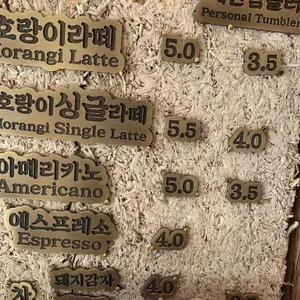 호랑이라떼 5.0 3.5
Horangi Latte
Personal Tumbler
호랑이싱글라떼 5.5 4.0
Horangi Single Latte
아메리카노 5.0 3.5
Americano
에스프레소 4.0
Espresso
돼지감자 4.0 4.0